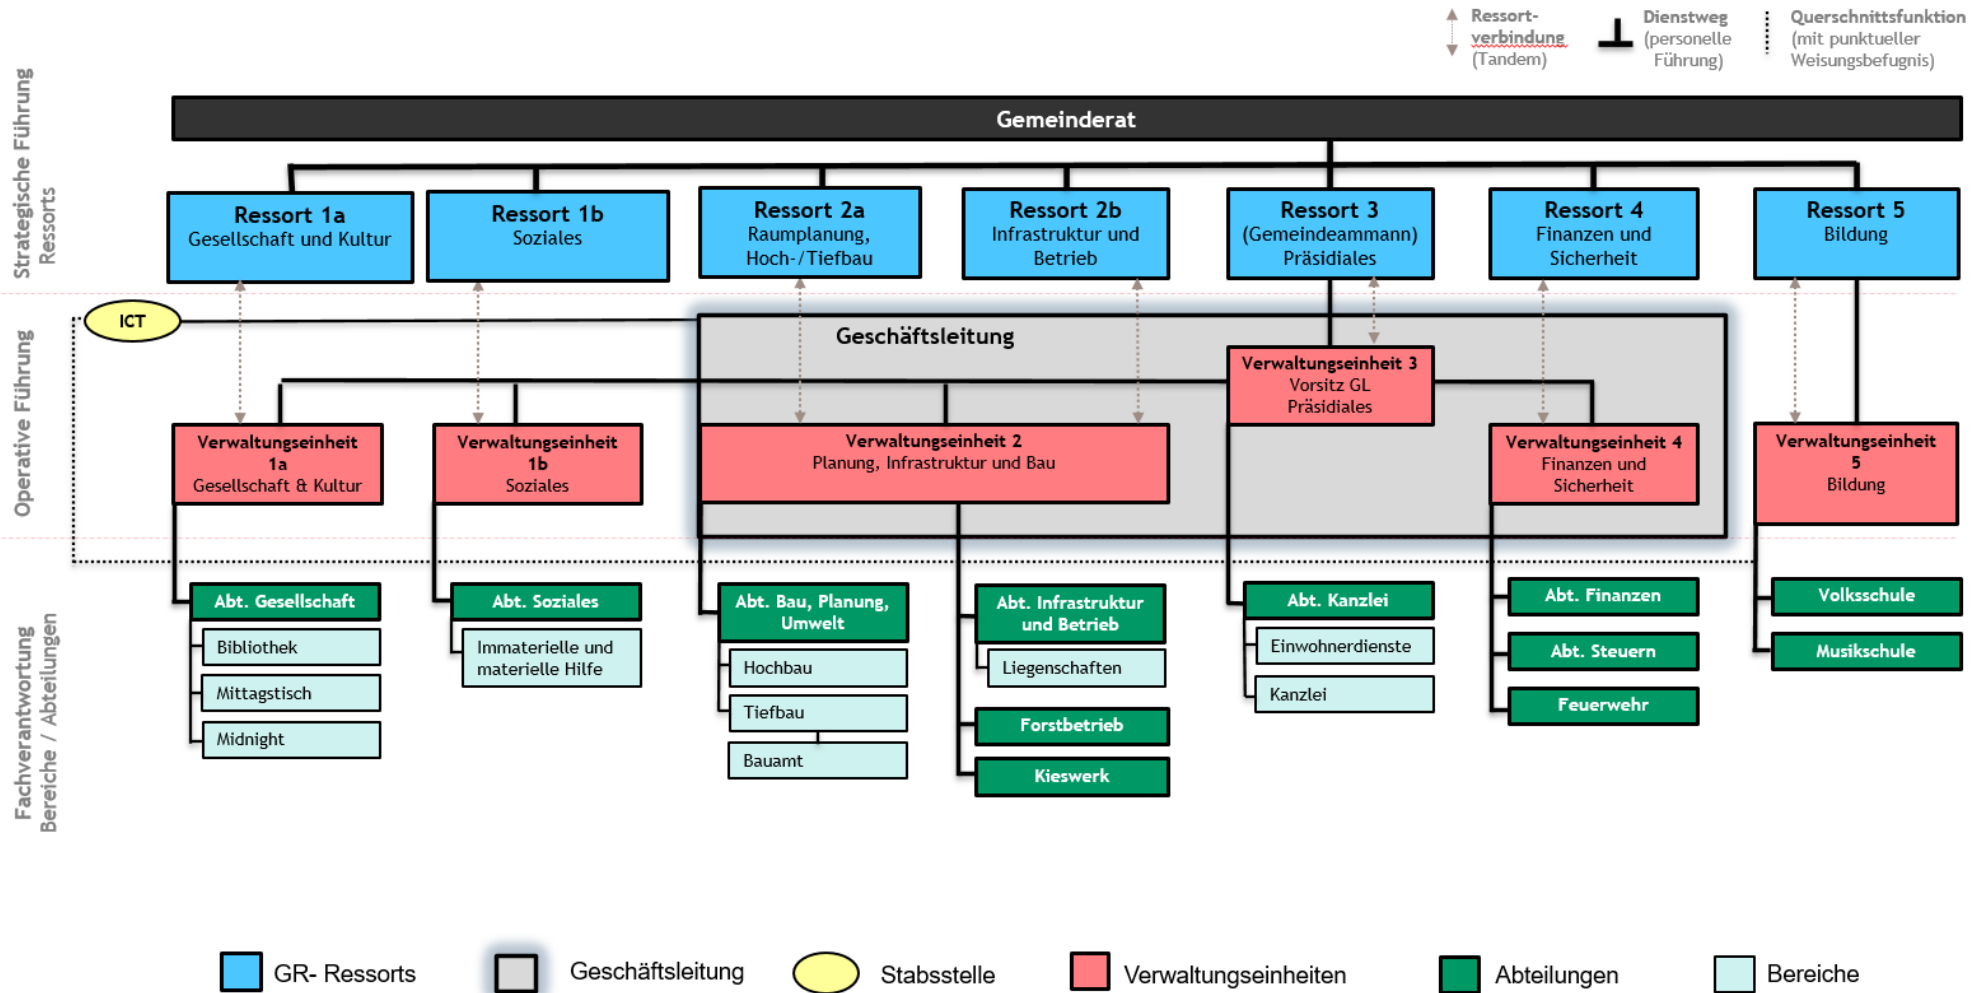 Ressort-
verbindung
(Tandem)
Dienstweg
(personelle
Führung)
Querschnittsfunktion
(mit punktueller
Weisungsbefugnis)
Strategische Führung
Ressorts
Gemeinderat
Ressort 1a
Gesellschaft und Kultur
Ressort 1b
Soziales
Ressort 2a
Raumplanung,
Hoch-/Tiefbau
Ressort 2b
Infrastruktur und
Betrieb
Ressort 3
(Gemeindeammann)
Präsidiales
Ressort 4
Finanzen und
Sicherheit
Ressort 5
Bildung
Operative Führung
ICT
Geschäftsleitung
Verwaltungseinheit 3
Vorsitz GL
Präsidiales
Verwaltungseinheit
1a
Gesellschaft & Kultur
Verwaltungseinheit
1b
Soziales
Verwaltungseinheit 2
Planung, Infrastruktur und Bau
Verwaltungseinheit 4
Finanzen und
Sicherheit
Verwaltungseinheit
5
Bildung
Fachverantwortung
Bereiche / Abteilungen
Abt. Gesellschaft
Bibliothek
Mittagstisch
Midnight
Abt. Soziales
Immaterielle und
materielle Hilfe
Abt. Bau, Planung,
Umwelt
Hochbau
Tiefbau
Bauamt
Abt. Infrastruktur
und Betrieb
Liegenschaften
Forstbetrieb
Kieswerk
Abt. Kanzlei
Einwohnerdienste
Kanzlei
Abt. Finanzen
Abt. Steuern
Feuerwehr
Volksschule
Musikschule
GR- Ressorts
Geschäftsleitung
Stabsstelle
Verwaltungseinheiten
Abteilungen
Bereiche